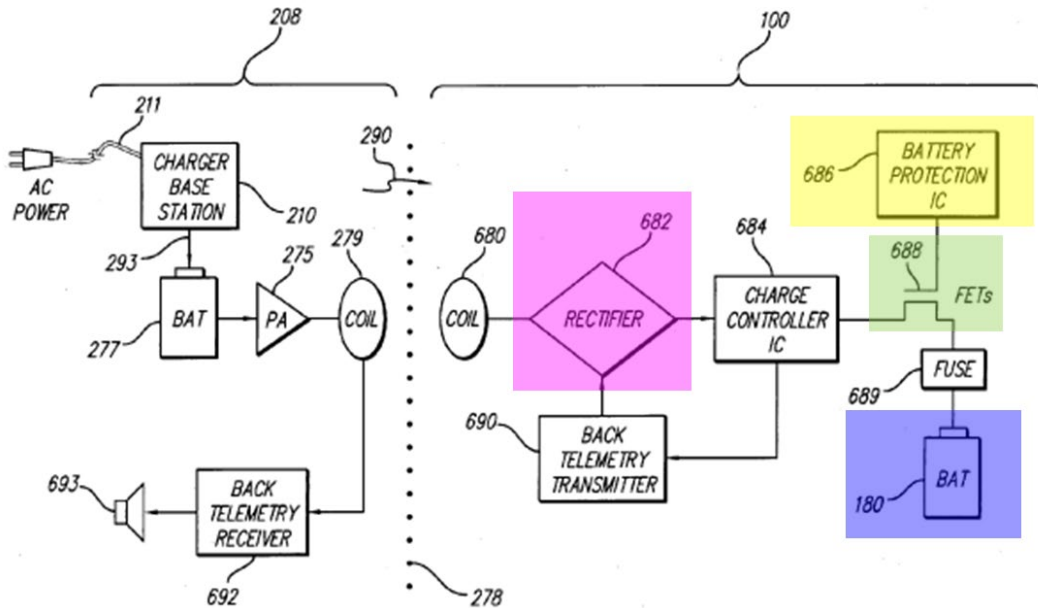 208
100
211
AC
POWER
CHARGER
BASE
STATION
210
290
293
275
279
277
BAT
PA
COIL
680
COIL
682
RECTIFIER
684
CHARGE
CONTROLLER
IC
686
BATTERY
PROTECTION
IC
688
FETs
FUSE
689
180
BAT
690
BACK
TELEMETRY
TRANSMITTER
693
BACK
TELEMETRY
RECEIVER
692
278